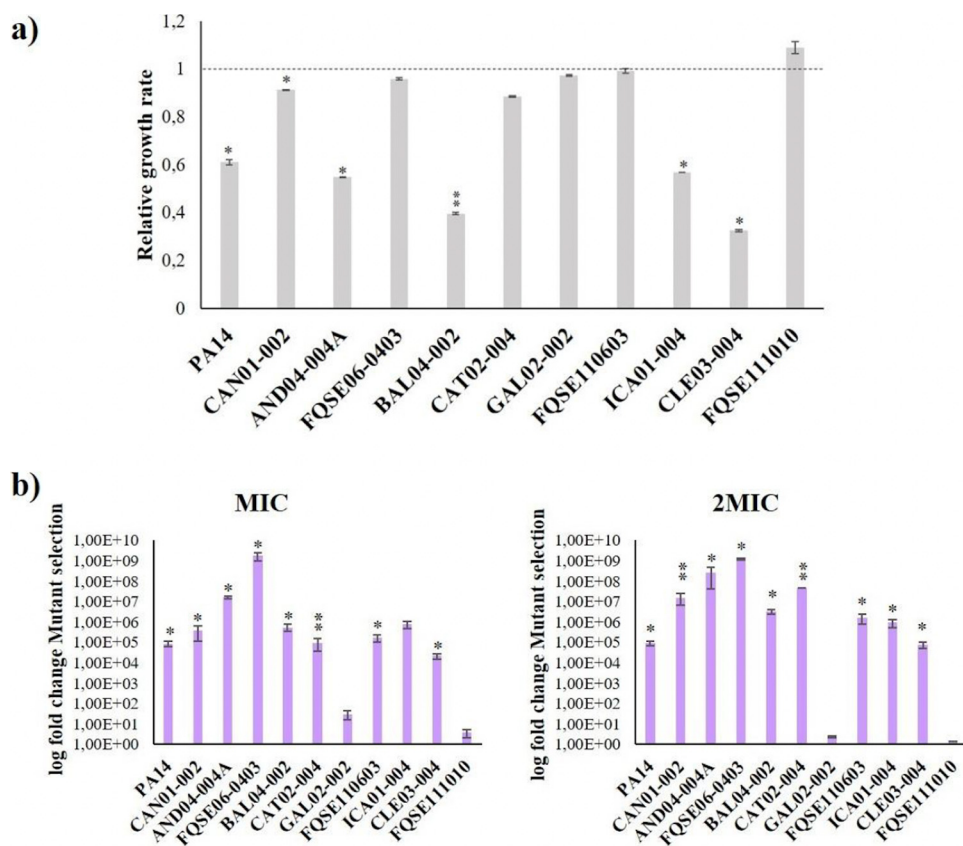 a)
Relative growth rate
1,2
1
0,8
0,6
0,4
0,2
0
*
*
*
**
*
*
PA14
CAN01-002
AND04-004A
FQSE06-0403
BAL04-002
CAT02-004
GAL02-002
FQSE110603
ICA01-004
CLE03-004
FQSE111010
b)
MIC
log fold change Mutant selection
1,00E+10
1,00E+09
1,00E+08
1,00E+07
1,00E+06
1,00E+05
1,00E+04
1,00E+03
1,00E+02
1,00E+01
1,00E+00
*
*
*
*
*
**
*
*
PA14
CAN01-002
AND04-004A
FQSE06-0403
BAL04-002
CAT02-004
GAL02-002
FQSE110603
ICA01-004
CLE03-004
FQSE111010
2MIC
log fold change Mutant selection
1,00E+10
1,00E+09
1,00E+08
1,00E+07
1,00E+06
1,00E+05
1,00E+04
1,00E+03
1,00E+02
1,00E+01
1,00E+00
*
**
*
*
*
**
*
*
*
PA14
CAN01-002
AND04-004A
FQSE06-0403
BAL04-002
CAT02-004
GAL02-002
FQSE110603
ICA01-004
CLE03-004
FQSE111010